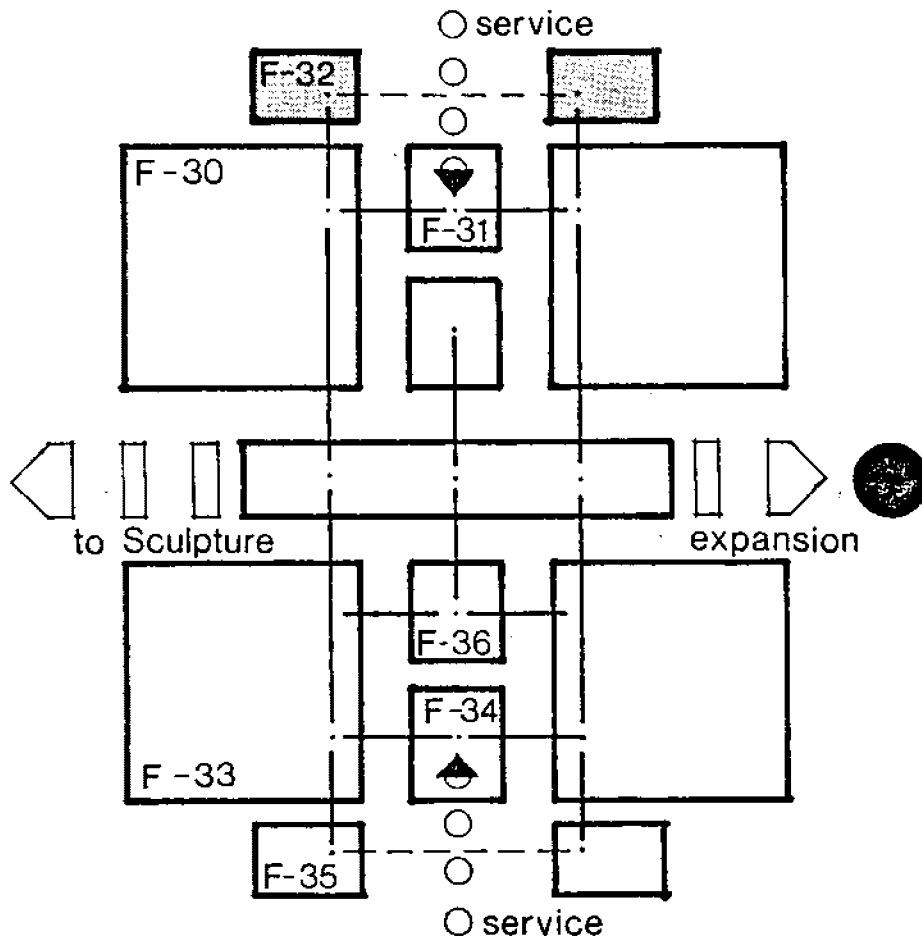 service
F-32
F-30
F-31
to Sculpture
expansion
F-36
F-34
F-33
F-35
service